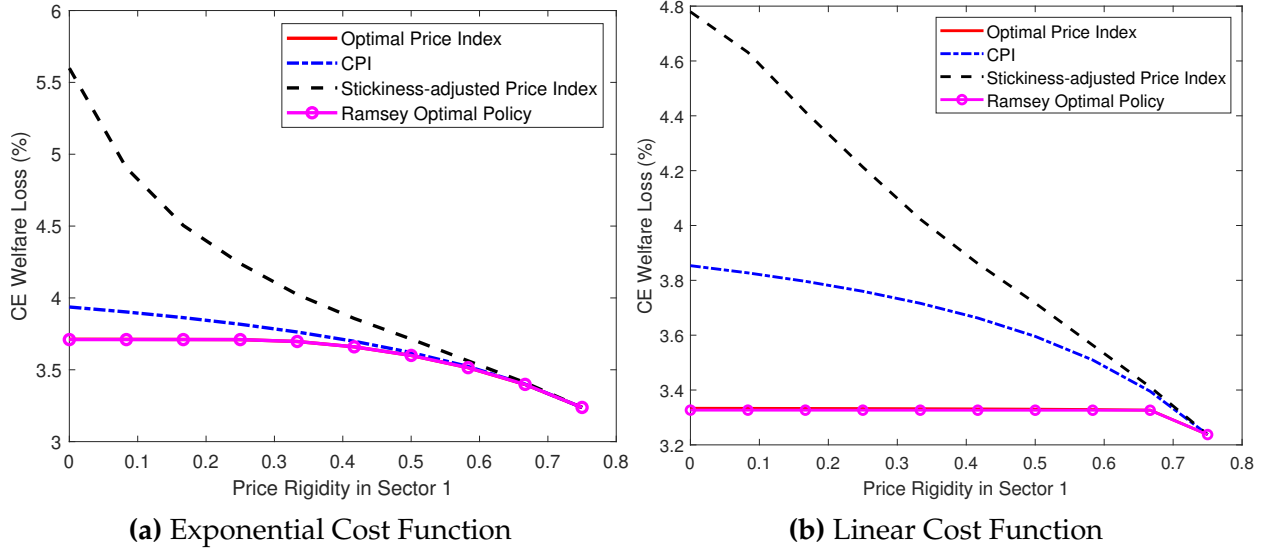 6
5.5
5
4.5
4
3.5
3
CE Welfare Loss (%)
Optimal Price Index
CPI
Stickiness-adjusted Price Index
Ramsey Optimal Policy
0 0.1 0.2 0.3 0.4 0.5 0.6 0.7 0.8
Price Rigidity in Sector 1
(a) Exponential Cost Function
4.8
4.6
4.4
4.2
4
3.8
3.6
3.4
3.2
CE Welfare Loss (%)
Optimal Price Index
CPI
Stickiness-adjusted Price Index
Ramsey Optimal Policy
0 0.1 0.2 0.3 0.4 0.5 0.6 0.7 0.8
Price Rigidity in Sector 1
(b) Linear Cost Function